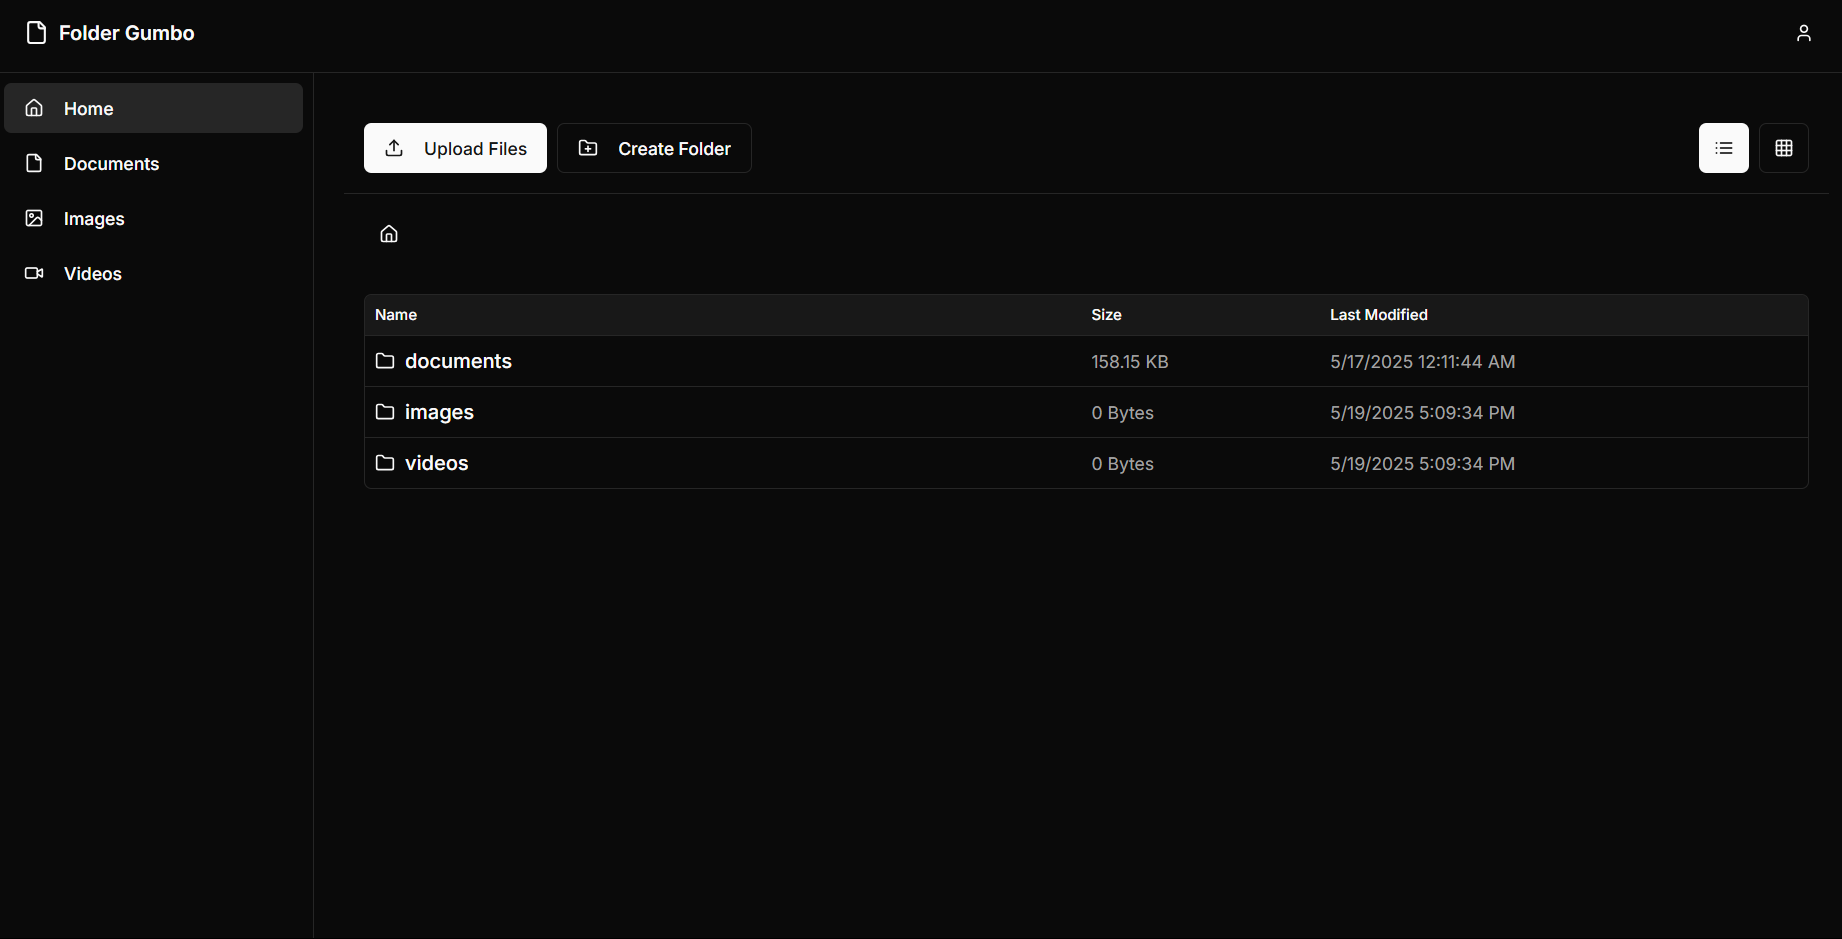 Folder Gumbo
Home
Documents
Images
Videos
Upload Files
Create Folder
Name Size Last Modified
documents 158.15 KB 5/17/2025 12:11:44 AM
images 0 Bytes 5/19/2025 5:09:34 PM
videos 0 Bytes 5/19/2025 5:09:34 PM